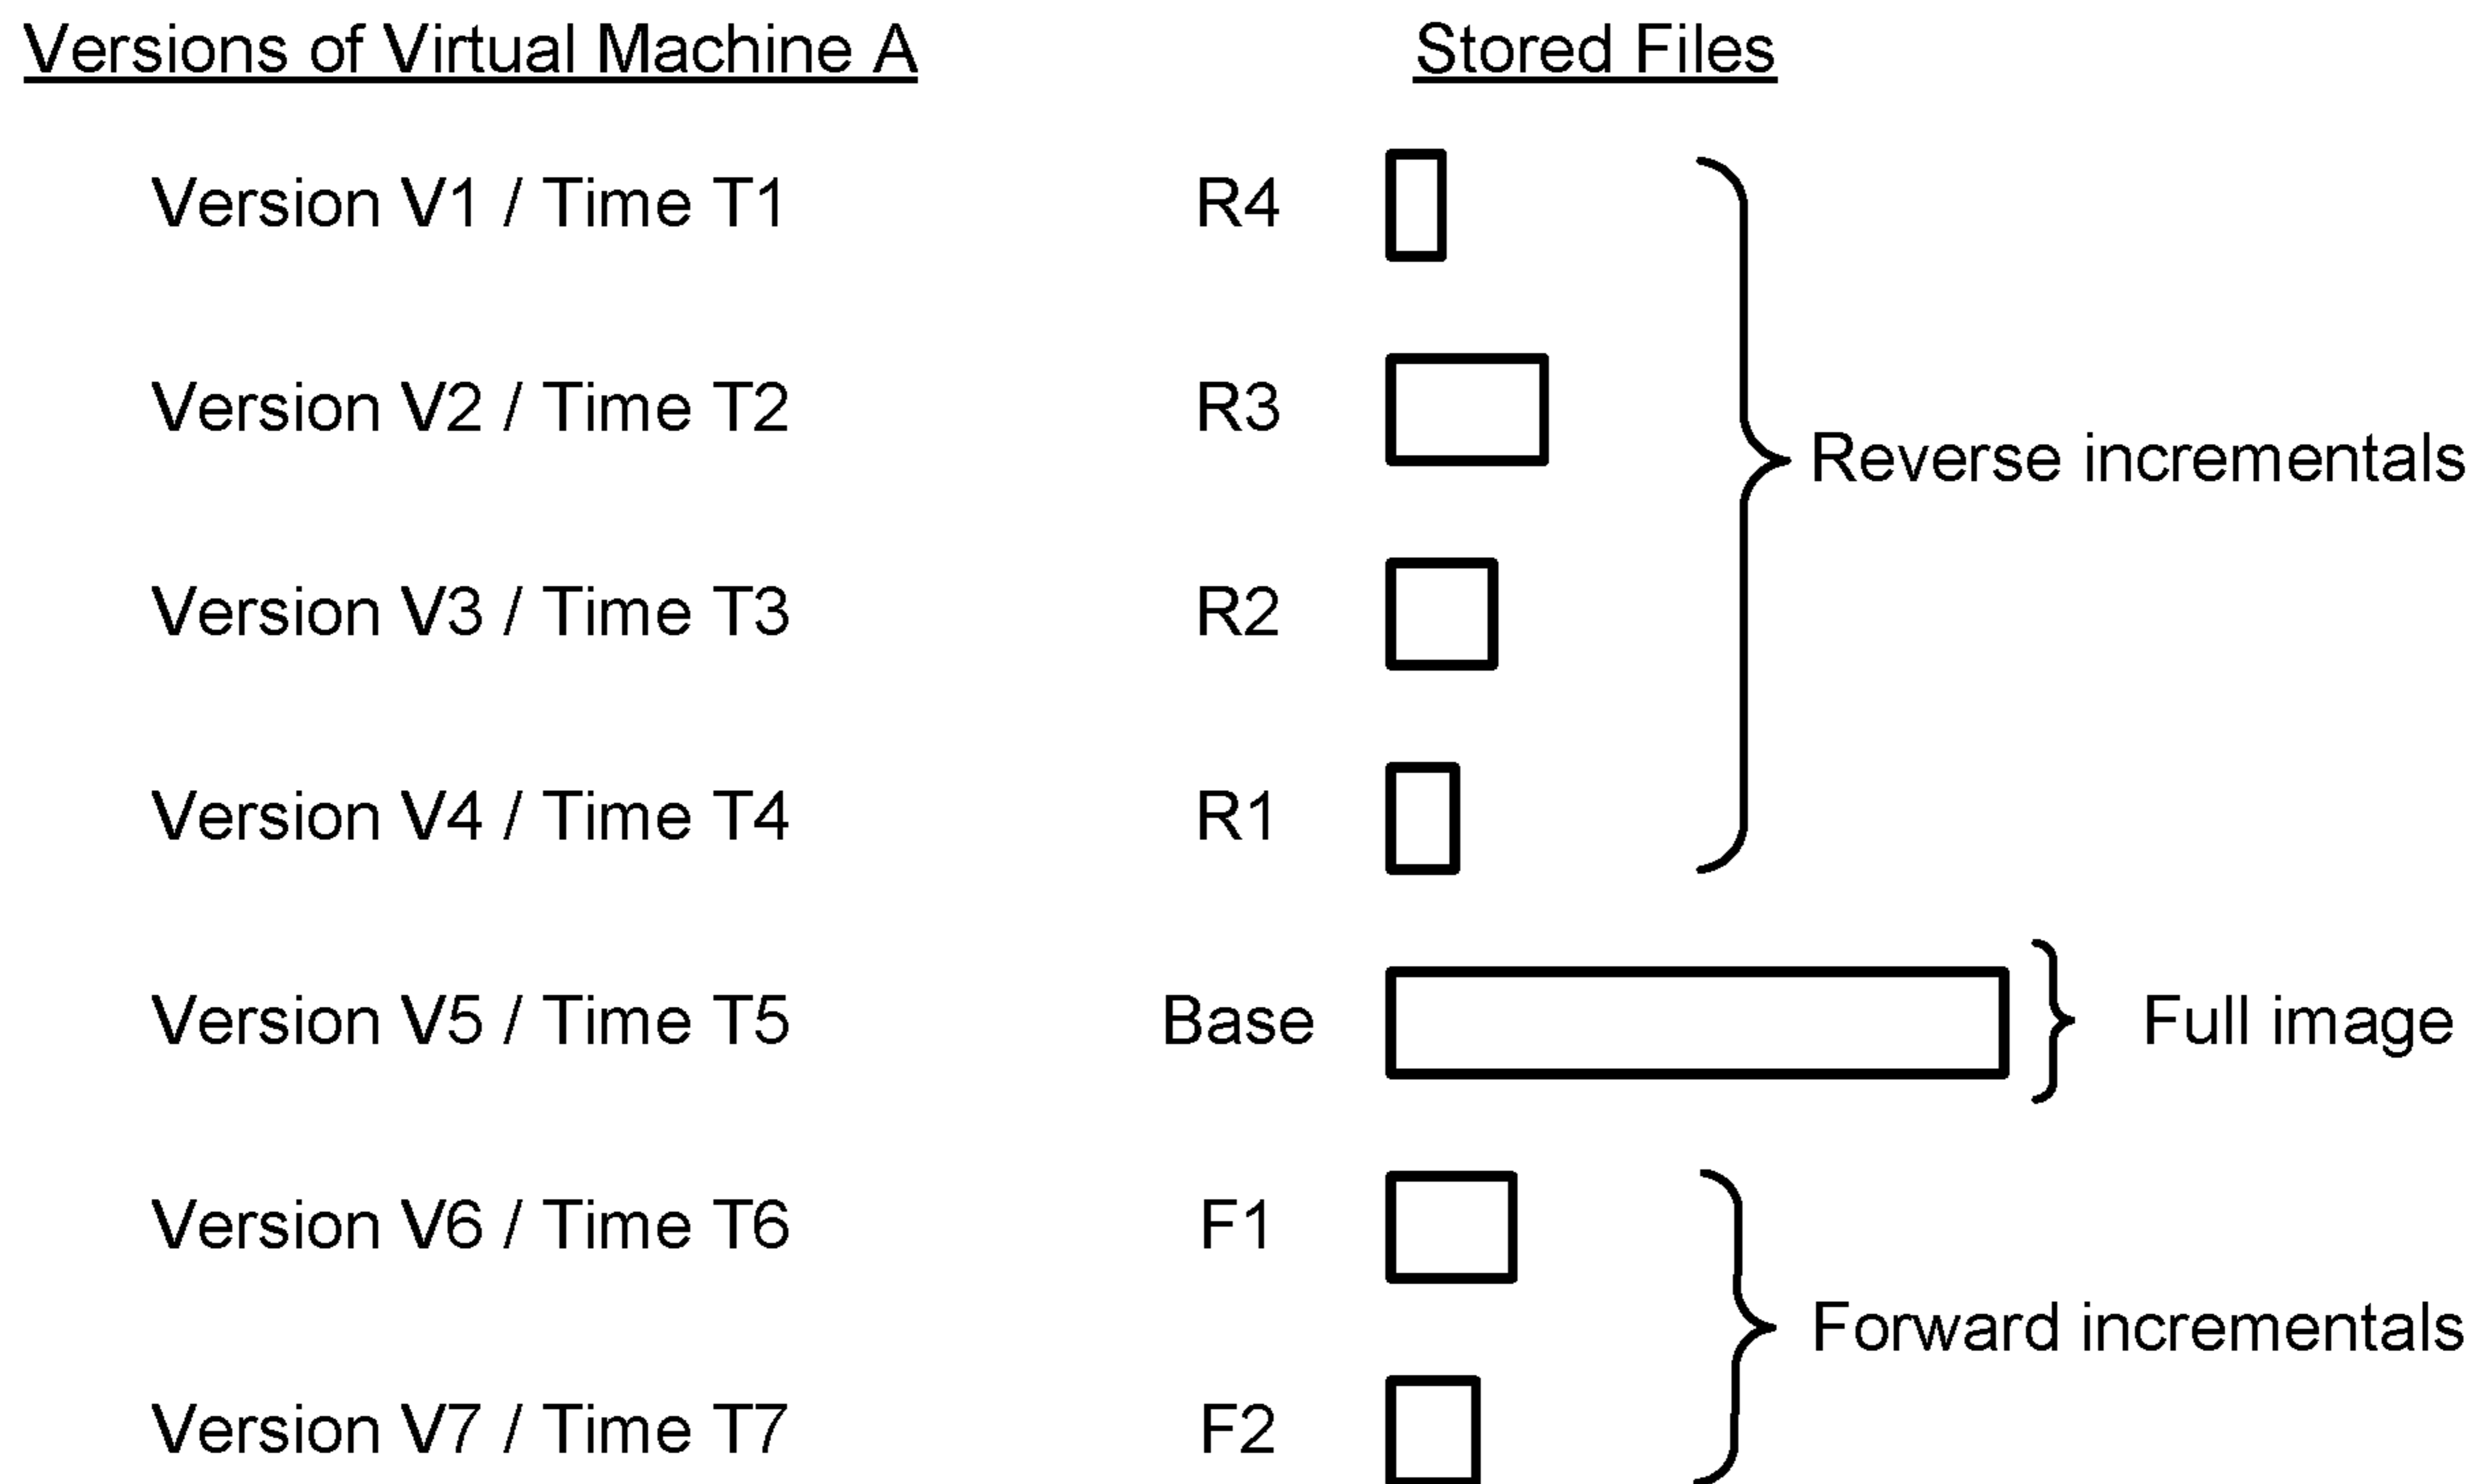 Versions of Virtual Machine A Stored Files
Version V1 / Time T1 R4
Version V2 / Time T2 R3
Reverse incrementals
Version V3 / Time T3 R2
Version V4 / Time T4 R1
Version V5 / Time T5 Base Full image
Version V6 / Time T6 F1
Forward incrementals
Version V7 / Time T7 F2